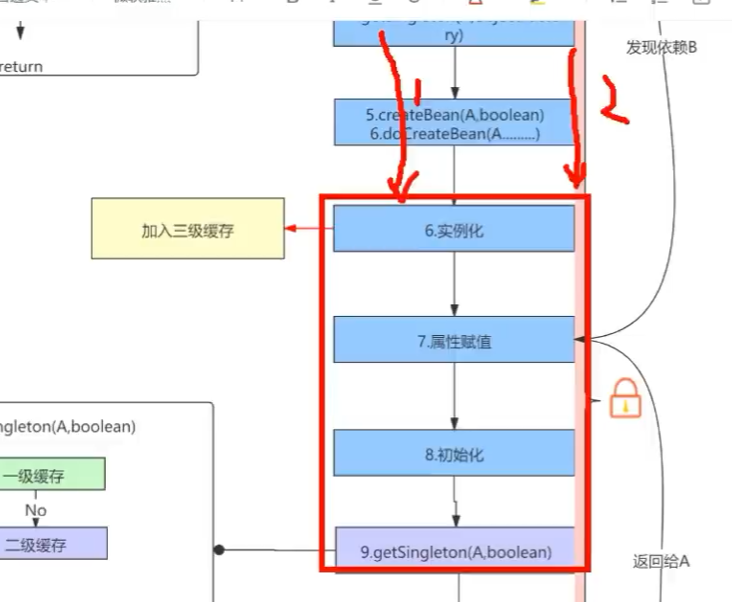 return
ry)
发现依赖B
1
2
5.createBean(A,boolean)
6.doCreateBean(A.........)
加入三级缓存
6.实例化
7.属性赋值
ngleton(A,boolean)
8.初始化
一级缓存
No
二级缓存
9.getSingleton(A,boolean)
返回给A